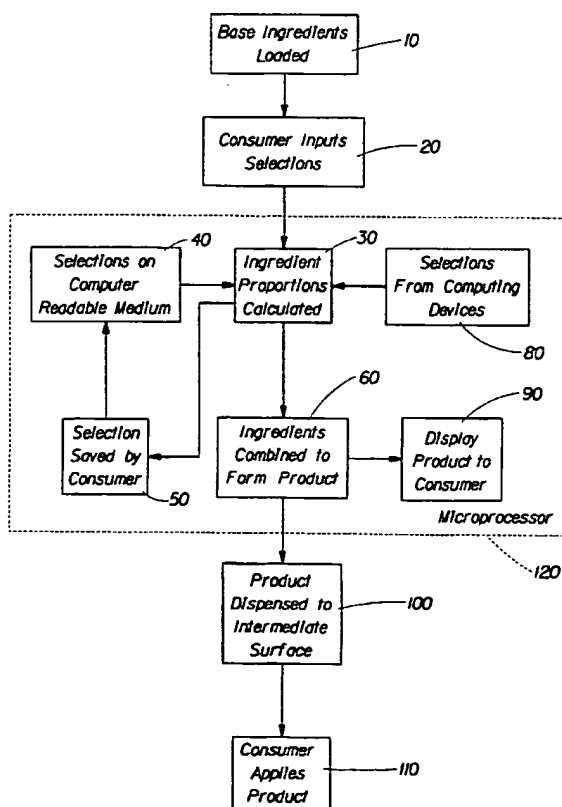 Base Ingredients
Loaded
10
Consumer Inputs
Selections
20
40
30
Selections on
Computer
Readable Medium
Ingredient
Proportions
Calculated
Selections
From Computing
Devices
80
60
90
Selection
Saved by
Consumer
50
Ingredients
Combined to
Form Product
Display
Product to
Consumer
Microprocessor
120
Product
Dispensed to
Intermediate
Surface
100
Consumer
Applies
Product
110